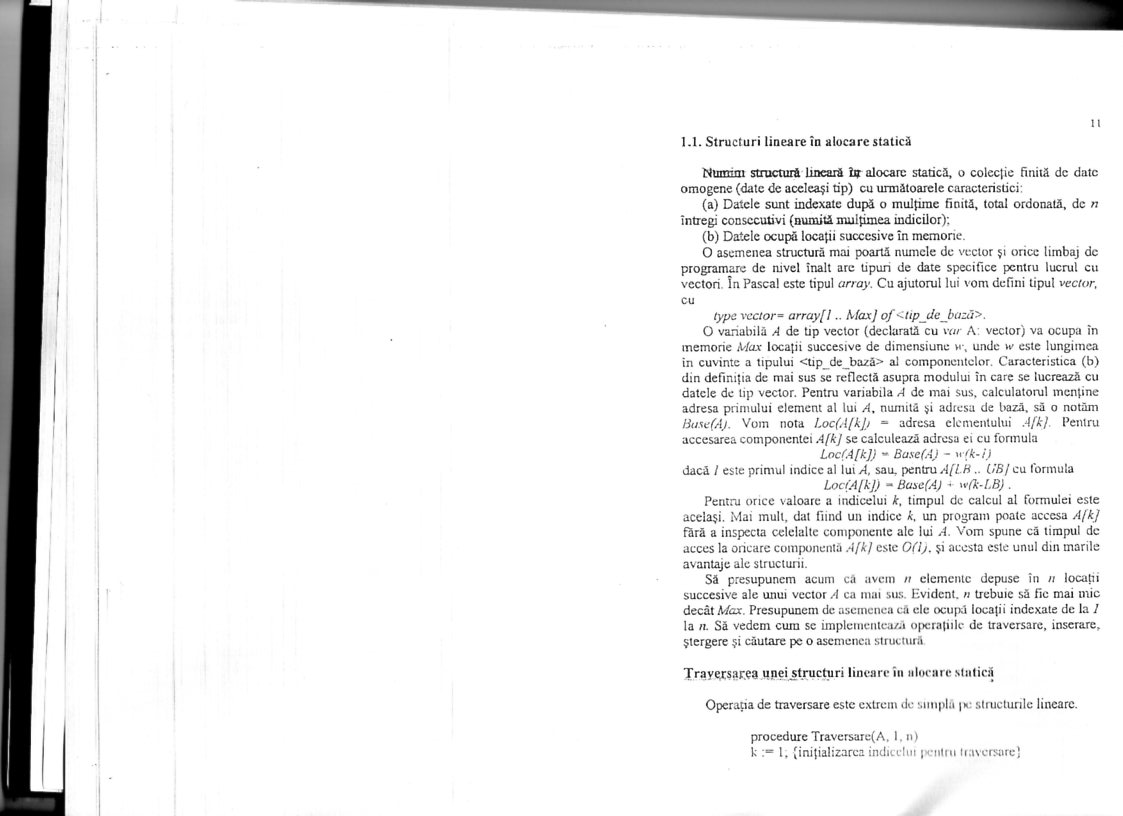 11
1.1. Structuri lineare în alocare statică
Numim structură lineară în alocare statică, o colecţie finită de date
omogene (date de aceleaşi tip) cu următoarele caracteristici:
(a) Datele sunt indexate după o mulţime finită, total ordonată, de n
întregi consecutivi (numită mulţimea indicilor);
(b) Datele ocupă locaţii succesive în memorie.
O asemenea structură mai poartă numele de vector şi orice limbaj de
programare de nivel înalt are tipuri de date specifice pentru lucrul cu
vectori. În Pascal este tipul array. Cu ajutorul lui vom defini tipul vector,
cu
type vector= array[1 .. Max] of <tip_de_bază>.
O variabilă A de tip vector (declarată cu var A: vector) va ocupa în
memorie Max locaţii succesive de dimensiune w, unde w este lungimea
în cuvinte a tipului <tip_de_bază> al componentelor. Caracteristica (b)
din definiţia de mai sus se reflectă asupra modului în care se lucrează cu
datele de tip vector. Pentru variabila A de mai sus, calculatorul menţine
adresa primului element al lui A, numită şi adresa de bază, să o notăm
Base(A). Vom nota Loc(A[k]) = adresa elementului A[k]. Pentru
accesarea componentei A[k] se calculează adresa ei cu formula
Loc(A[k]) = Base(A) + w(k-1)
dacă 1 este primul indice al lui A, sau, pentru A[LB .. UB] cu formula
Loc(A[k]) = Base(A) + w(k-LB) .
Pentru orice valoare a indicelui k, timpul de calcul al formulei este
acelaşi. Mai mult, dat fiind un indice k, un program poate accesa A[k]
fără a inspecta celelalte componente ale lui A. Vom spune că timpul de
acces la oricare componentă A[k] este O(1), şi acesta este unul din marile
avantaje ale structurii.
Să presupunem acum că avem n elemente depuse în n locaţii
succesive ale unui vector A ca mai sus. Evident, n trebuie să fie mai mic
decât Max. Presupunem de asemenea că ele ocupă locaţii indexate de la 1
la n. Să vedem cum se implementează operaţiile de traversare, inserare,
ştergere şi căutare pe o asemenea structură.
Traversarea unei structuri lineare în alocare statică
Operaţia de traversare este extrem de simplă pe structurile lineare.
procedure Traversare(A, 1, n)
k := 1; {iniţializarea indicelui pentru traversare}